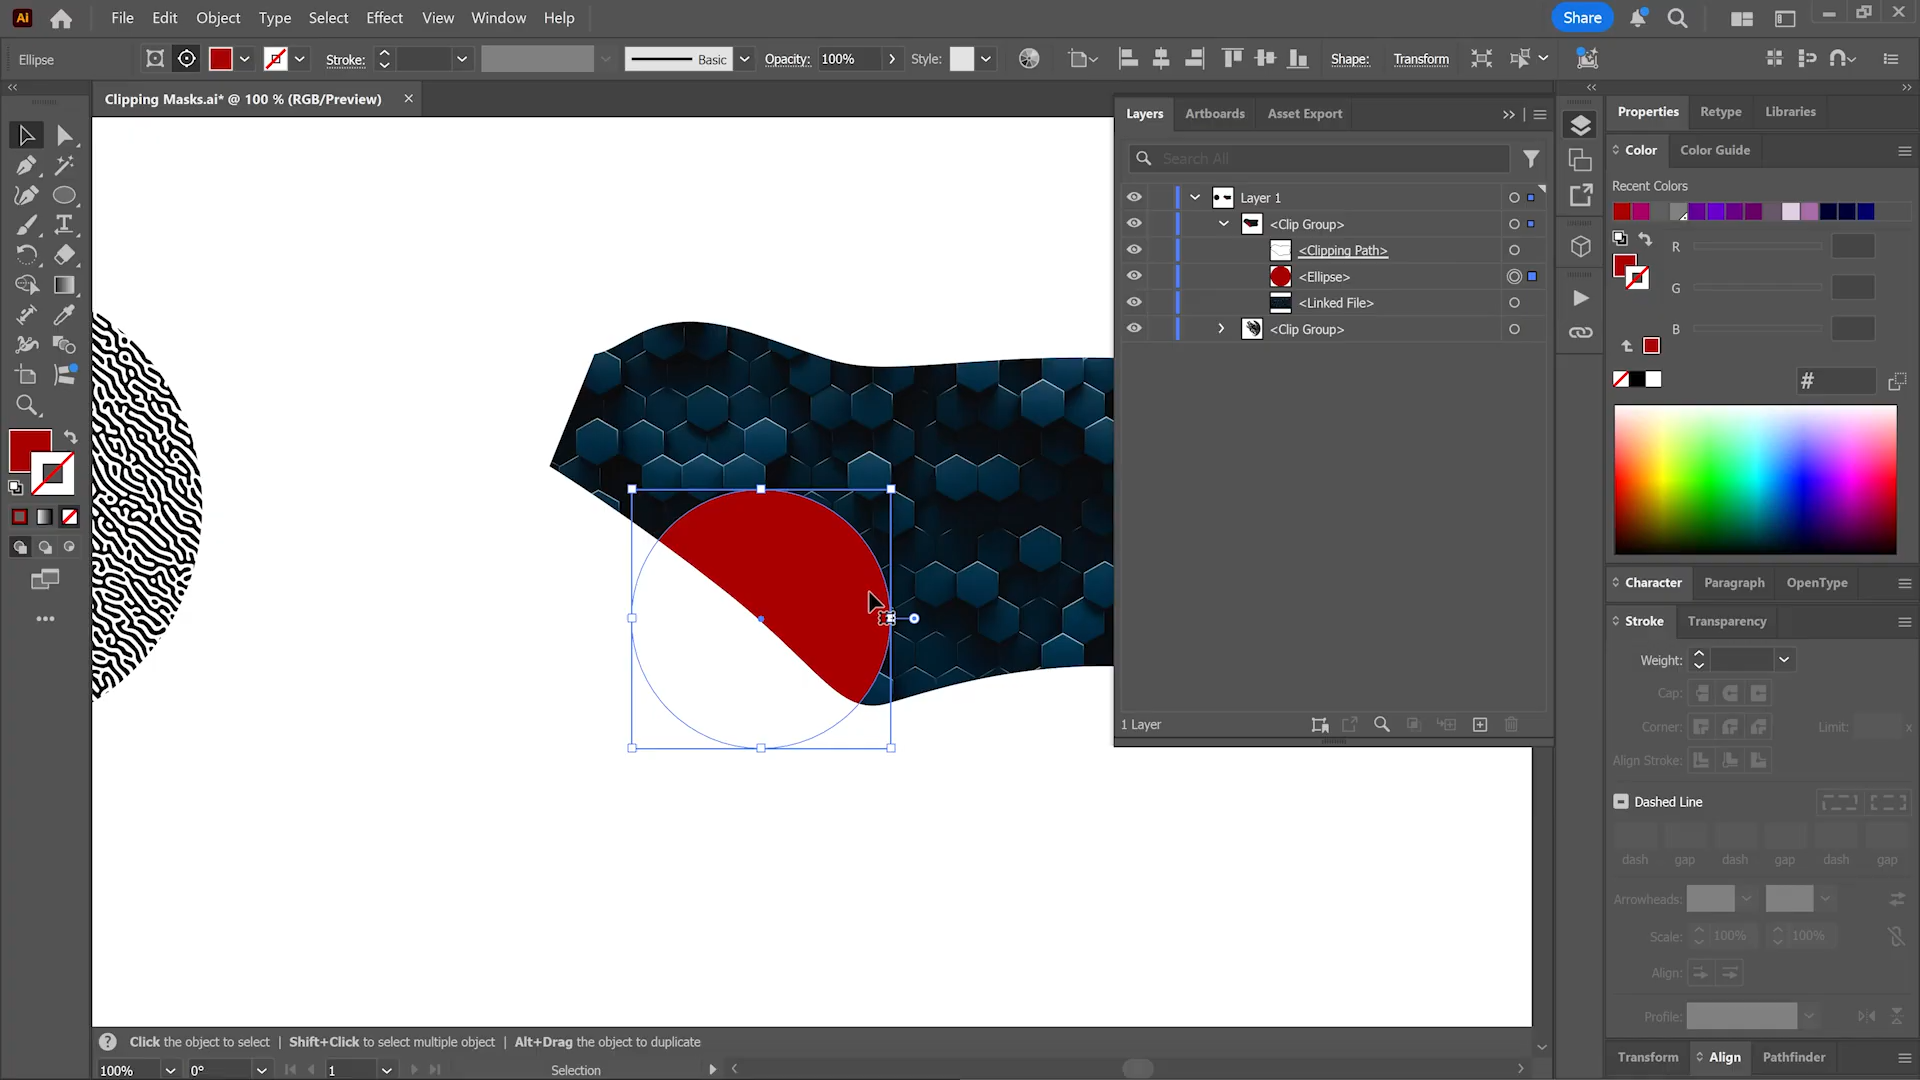 Ai File Edit Object Type Select Effect View Window Help Share
Ellipse Stroke: Basic Opacity: 100% Style: Shape: Transform
Clipping Masks.ai* @ 100 % (RGB/Preview)
Layers Artboards Asset Export
Search All
Layer 1
<Clip Group>
<Clipping Path>
<Ellipse>
<Linked File>
<Clip Group>
1 Layer
Properties Retype Libraries
Color Color Guide
Recent Colors
R
G
B
#
Character Paragraph OpenType
Stroke Transparency
Weight:
Cap:
Corner: Limit: x
Align Stroke:
Dashed Line
dash gap dash gap dash gap
Arrowheads:
Scale: 100% 100%
Align:
Profile:
Transform Align Pathfinder
? Click the object to select | Shift+Click to select multiple object | Alt+Drag the object to duplicate
100% 0° 1 Selection